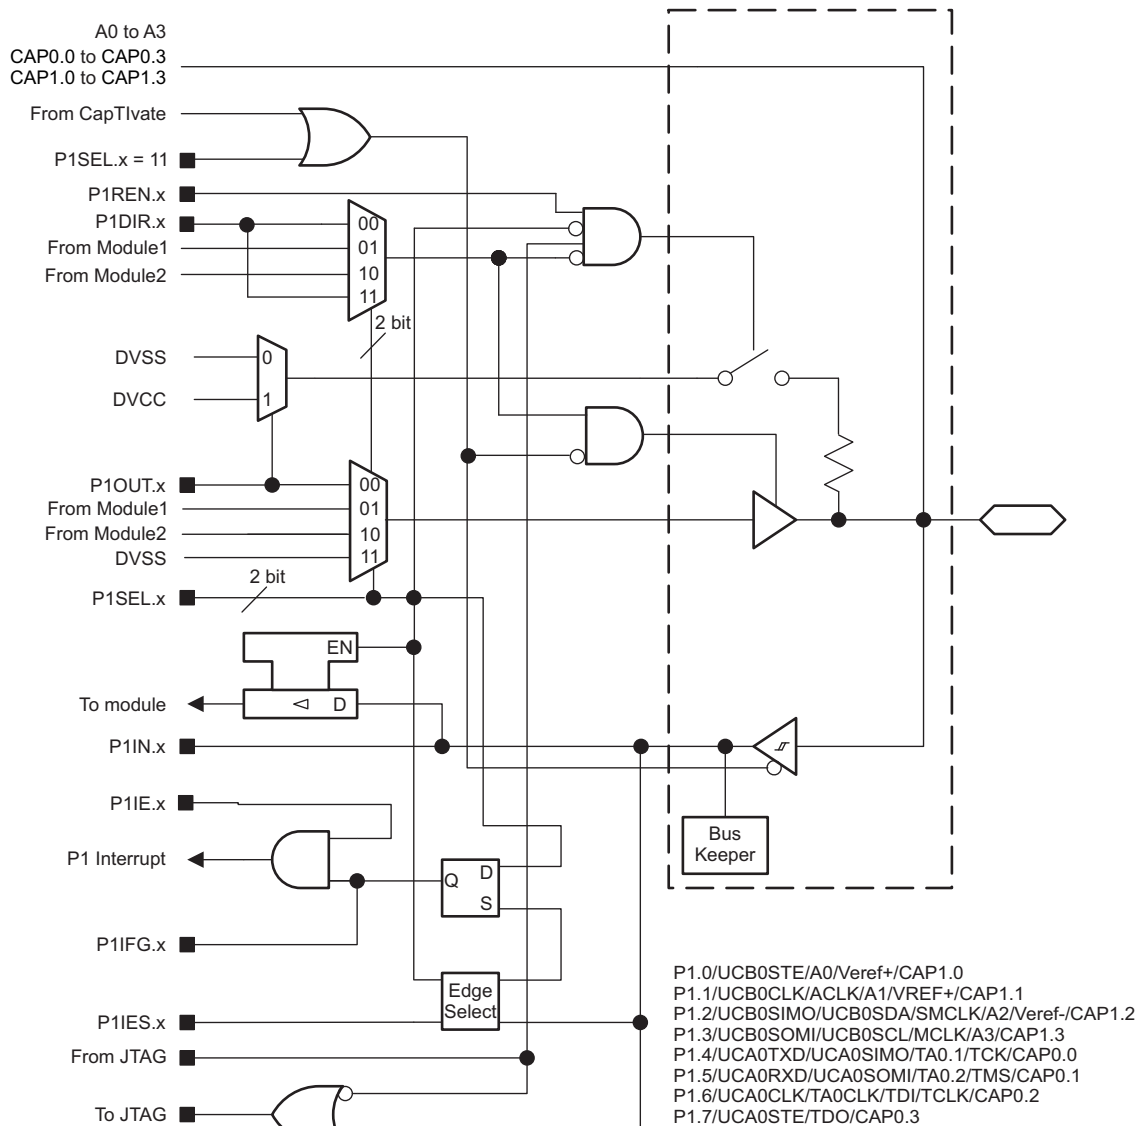 A0 to A3
CAP0.0 to CAP0.3
CAP1.0 to CAP1.3
From CapTIvate
P1SEL.x = 11
P1REN.x
P1DIR.x
From Module1
From Module2
00
01
10
11
2 bit
DVSS
DVCC
0
1
P1OUT.x
From Module1
From Module2
DVSS
00
01
10
11
2 bit
P1SEL.x
EN
To module
D
P1IN.x
P1IE.x
Bus
Keeper
P1 Interrupt
Q
D
S
P1IFG.x
Edge
Select
P1IES.x
From JTAG
To JTAG
P1.0/UCB0STE/A0/Veref+/CAP1.0
P1.1/UCB0CLK/ACLK/A1/VREF+/CAP1.1
P1.2/UCB0SIMO/UCB0SDA/SMCLK/A2/Veref-/CAP1.2
P1.3/UCB0SOMI/UCB0SCL/MCLK/A3/CAP1.3
P1.4/UCA0TXD/UCA0SIMO/TA0.1/TCK/CAP0.0
P1.5/UCA0RXD/UCA0SOMI/TA0.2/TMS/CAP0.1
P1.6/UCA0CLK/TA0CLK/TDI/TCLK/CAP0.2
P1.7/UCA0STE/TDO/CAP0.3